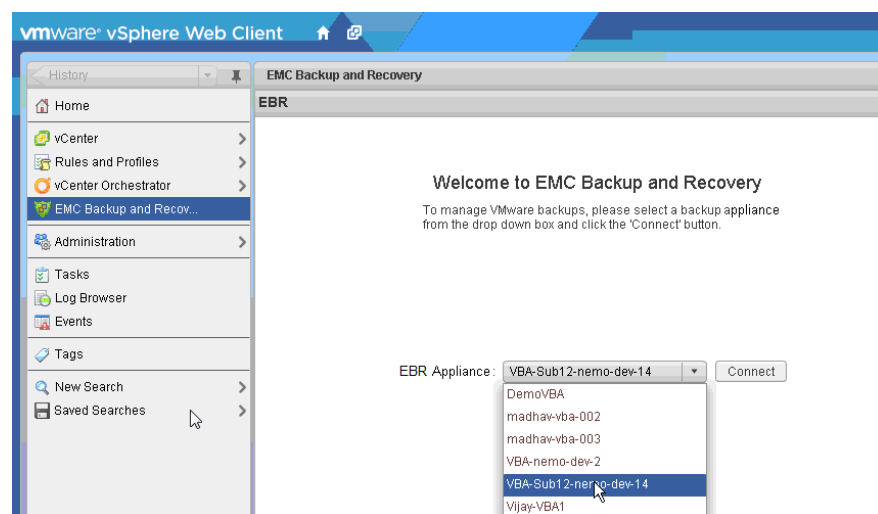 vmware® vSphere Web Client
History
Home
vCenter
Rules and Profiles
vCenter Orchestrator
EMC Backup and Recov...
Administration
Tasks
Log Browser
Events
Tags
New Search
Saved Searches
EMC Backup and Recovery
EBR
Welcome to EMC Backup and Recovery
To manage VMware backups, please select a backup appliance
from the drop down box and click the 'Connect' button.
EBR Appliance: VBA-Sub12-nemo-dev-14 Connect
DemoVBA
madhav-vba-002
madhav-vba-003
VBA-nemo-dev-2
VBA-Sub12-nemo-dev-14
Vijay-VBA1